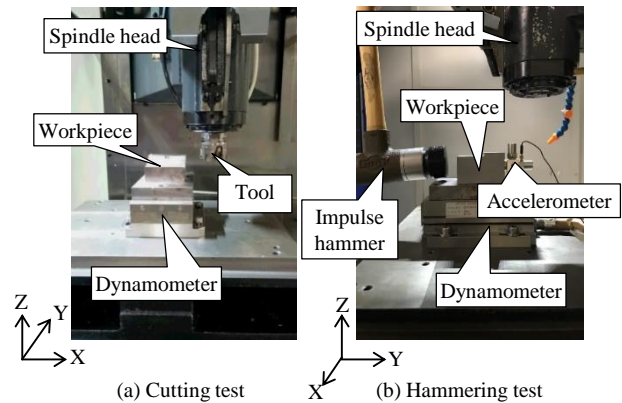 Spindle head
Workpiece
Tool
Dynamometer
Z
Y
X
(a) Cutting test
Spindle head
Workpiece
Accelerometer
Impulse
hammer
Dynamometer
Z
Y
X
(b) Hammering test